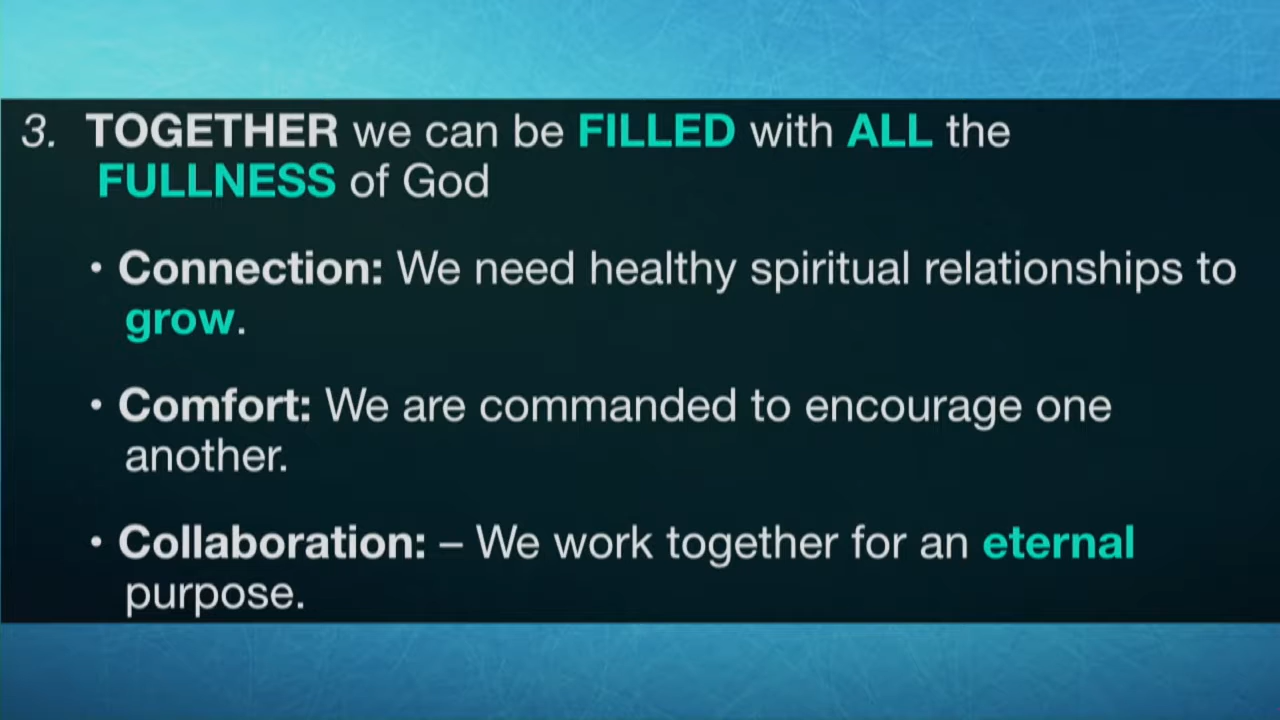 3. TOGETHER we can be FILLED with ALL the
FULLNESS of God
• Connection: We need healthy spiritual relationships to
grow.
• Comfort: We are commanded to encourage one
another.
• Collaboration: – We work together for an eternal
purpose.